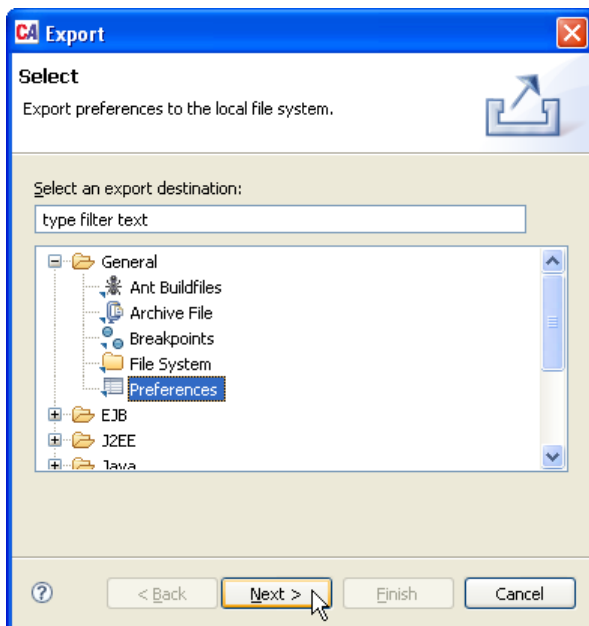 CA Export
Select
Export preferences to the local file system.
Select an export destination:
type filter text
General
Ant Buildfiles
Archive File
Breakpoints
File System
Preferences
EJB
J2EE
Java
?
< Back
Next >
Finish
Cancel